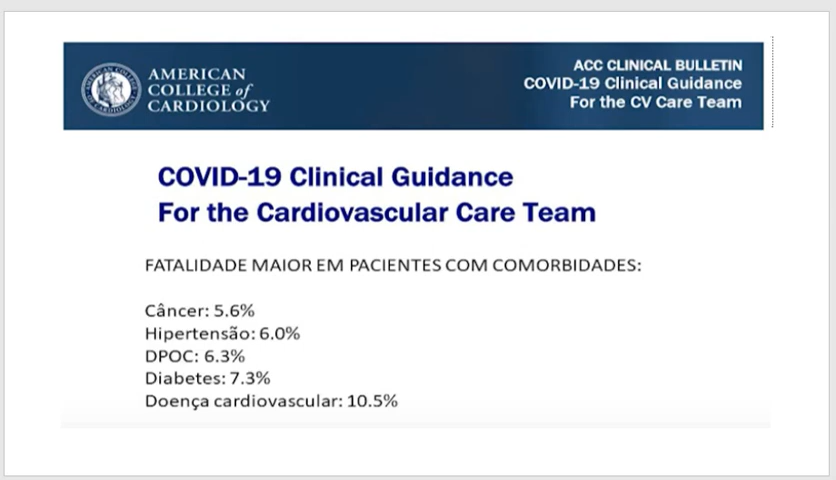 AMERICAN
COLLEGE of
CARDIOLOGY
ACC CLINICAL BULLETIN
COVID-19 Clinical Guidance
For the CV Care Team
COVID-19 Clinical Guidance
For the Cardiovascular Care Team
FATALIDADE MAIOR EM PACIENTES COM COMORBIDADES:
Câncer: 5.6%
Hipertensão: 6.0%
DPOC: 6.3%
Diabetes: 7.3%
Doença cardiovascular: 10.5%